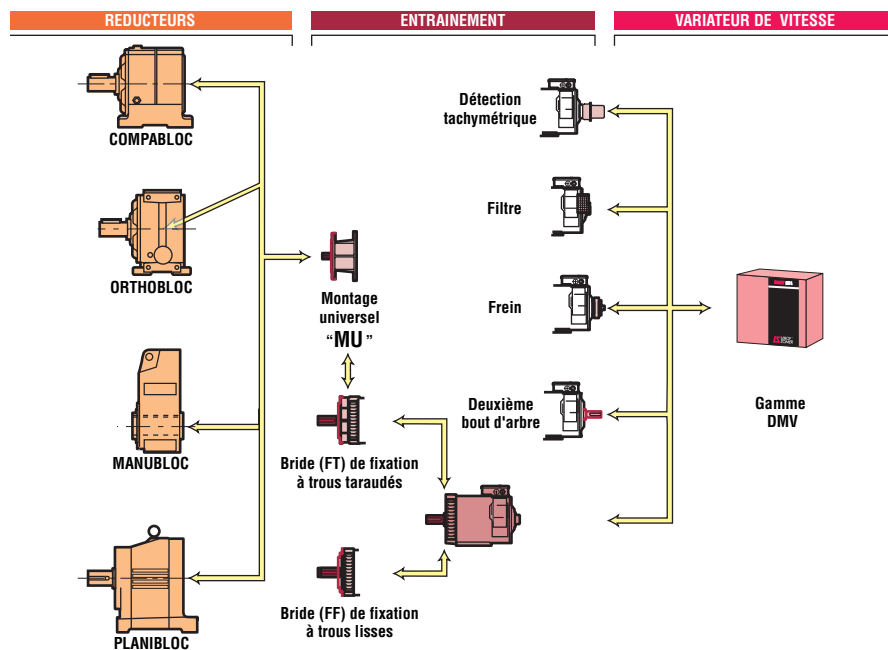 REDUCTEURS
ENTRAINEMENT
VARIATEUR DE VITESSE
COMPABLOC
ORTHOBLOC
MANUBLOC
PLANIBLOC
Montage
universel
“MU”
Bride (FT) de fixation
à trous taraudés
Bride (FF) de fixation
à trous lisses
Détection
tachymétrique
Filtre
Frein
Deuxième
bout d'arbre
Gamme
DMV